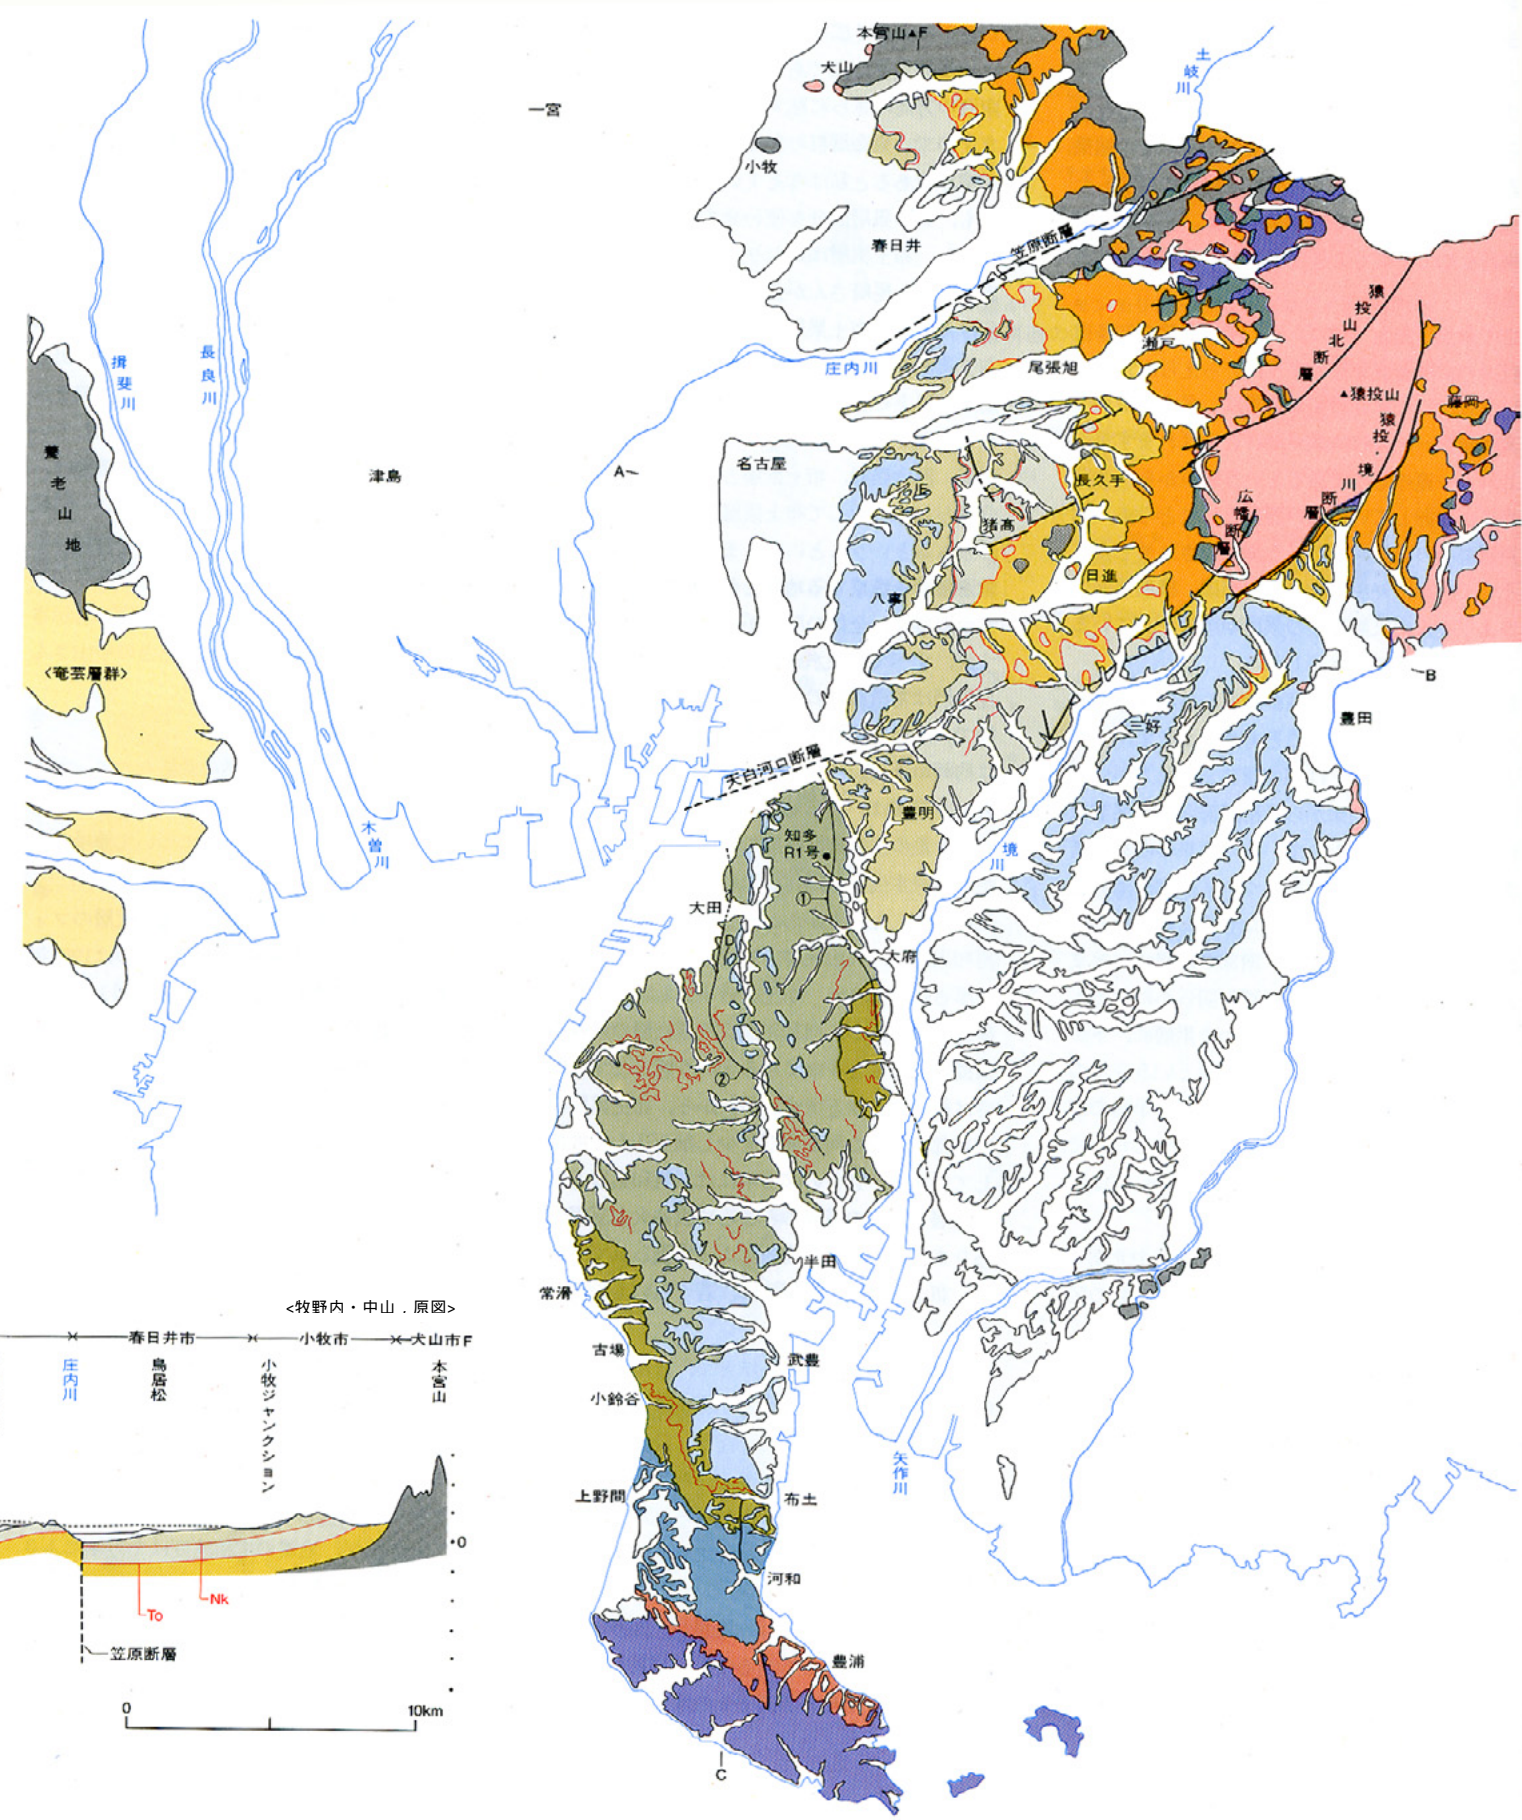 本宮山▲F
犬山
土岐川
一宮
小牧
春日井
笠原断層
猿投山北断層
揖斐川
長良川
庄内川
尾張旭
瀬戸
▲猿投山
藤岡
猿投・境川断層
養老山地
津島
A
名古屋
長久手
広幡断層
猪高
八事
日進
<奄芸層群>
B
豊田
三好
天白河口断層
豊明
木曽川
知多
R1号
境川
①
大田
D
大府
②
半田
常滑
<牧野内・中山．原図>
春日井市
小牧市
犬山市F
庄内川
鳥居松
小牧ジャンクション
本宮山
古場
武豊
小鈴谷
矢作川
上野間
布土
0
河和
To
Nk
笠原断層
豊浦
0
10km
C